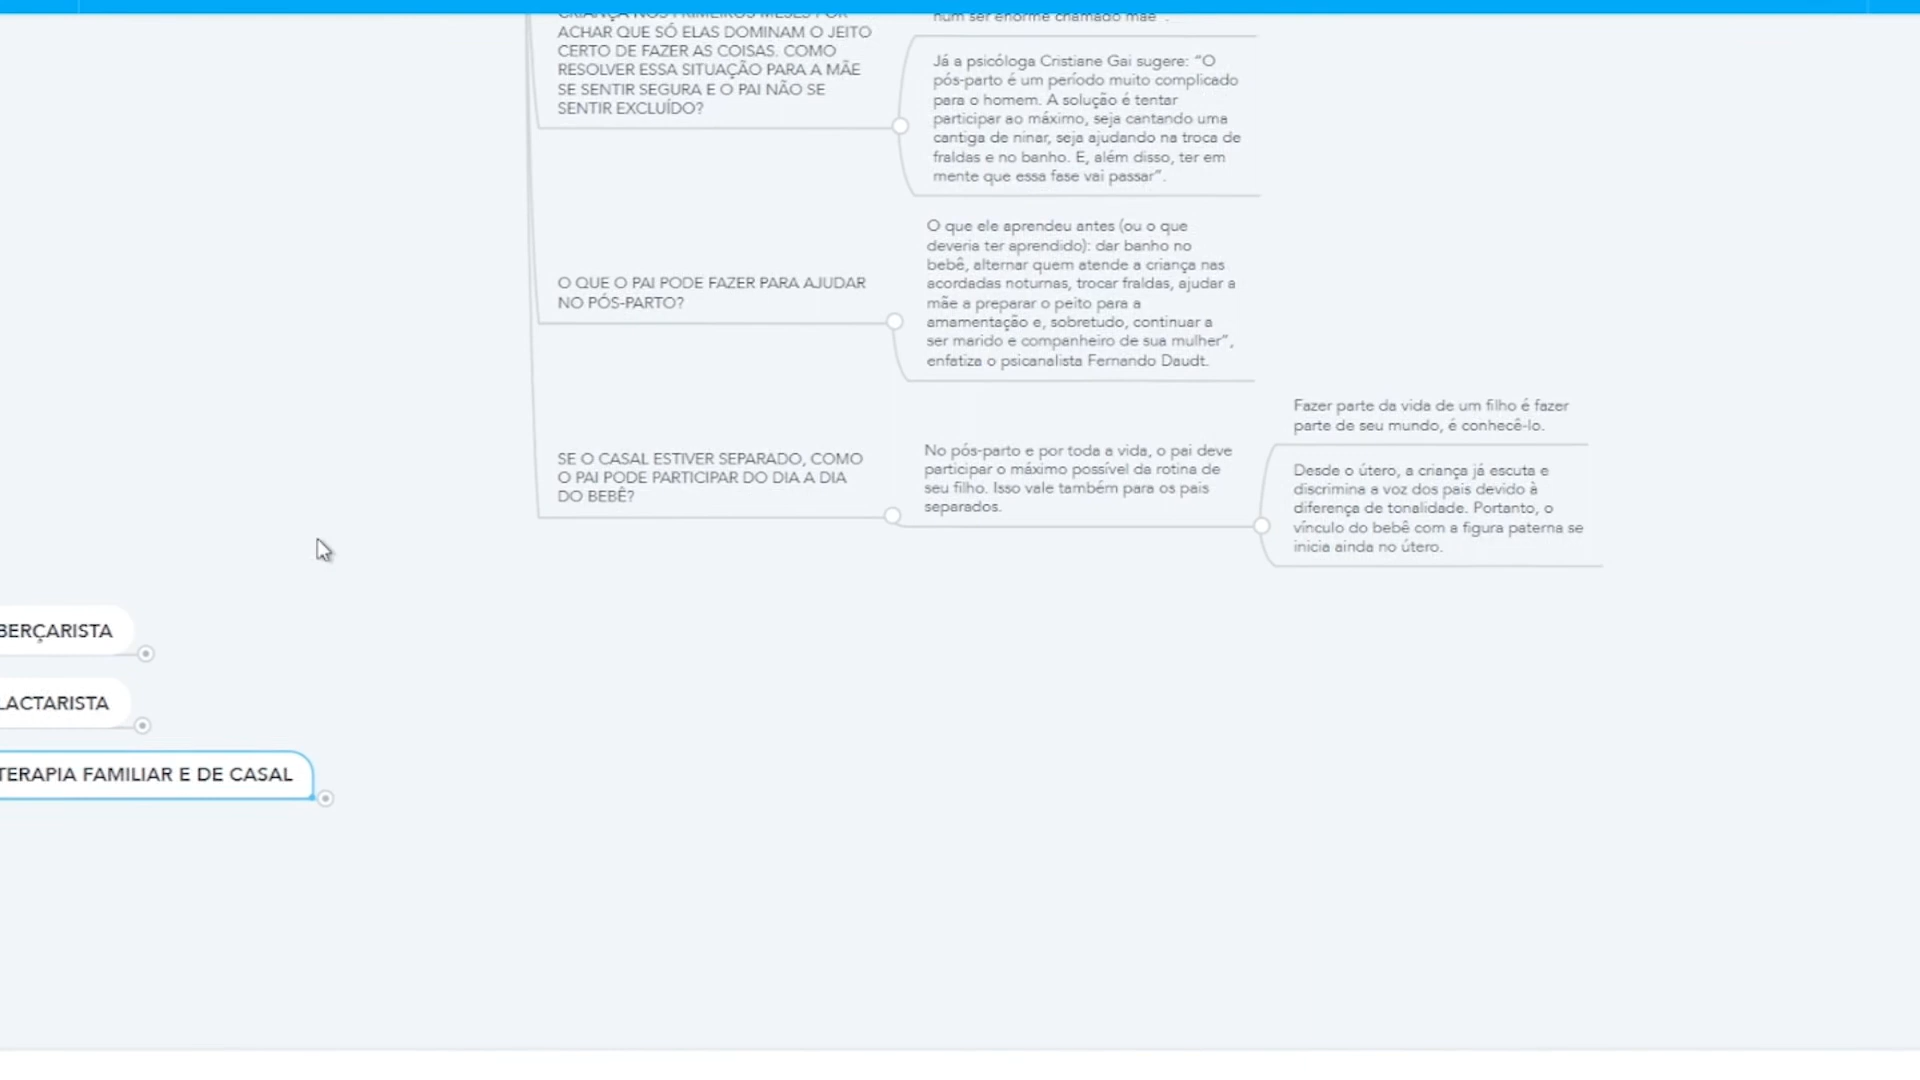 CRIANÇA NOS PRIMEIROS MESES POR
ACHAR QUE SÓ ELAS DOMINAM O JEITO
CERTO DE FAZER AS COISAS. COMO
RESOLVER ESSA SITUAÇÃO PARA A MÃE
SE SENTIR SEGURA E O PAI NÃO SE
SENTIR EXCLUÍDO?
num ser enorme chamado mãe”.
Já a psicóloga Cristiane Gai sugere: “O
pós-parto é um período muito complicado
para o homem. A solução é tentar
participar ao máximo, seja cantando uma
cantiga de ninar, seja ajudando na troca de
fraldas e no banho. E, além disso, ter em
mente que essa fase vai passar”.
O QUE O PAI PODE FAZER PARA AJUDAR
NO PÓS-PARTO?
O que ele aprendeu antes (ou o que
deveria ter aprendido): dar banho no
bebê, alternar quem atende a criança nas
acordadas noturnas, trocar fraldas, ajudar a
mãe a preparar o peito para a
amamentação e, sobretudo, continuar a
ser marido e companheiro de sua mulher”,
enfatiza o psicanalista Fernando Daudt.
SE O CASAL ESTIVER SEPARADO, COMO
O PAI PODE PARTICIPAR DO DIA A DIA
DO BEBÊ?
No pós-parto e por toda a vida, o pai deve
participar o máximo possível da rotina de
seu filho. Isso vale também para os pais
separados.
Fazer parte da vida de um filho é fazer
parte de seu mundo, é conhecê-lo.
Desde o útero, a criança já escuta e
discrimina a voz dos pais devido à
diferença de tonalidade. Portanto, o
vínculo do bebê com a figura paterna se
inicia ainda no útero.
BERÇARISTA
LACTARISTA
TERAPIA FAMILIAR E DE CASAL